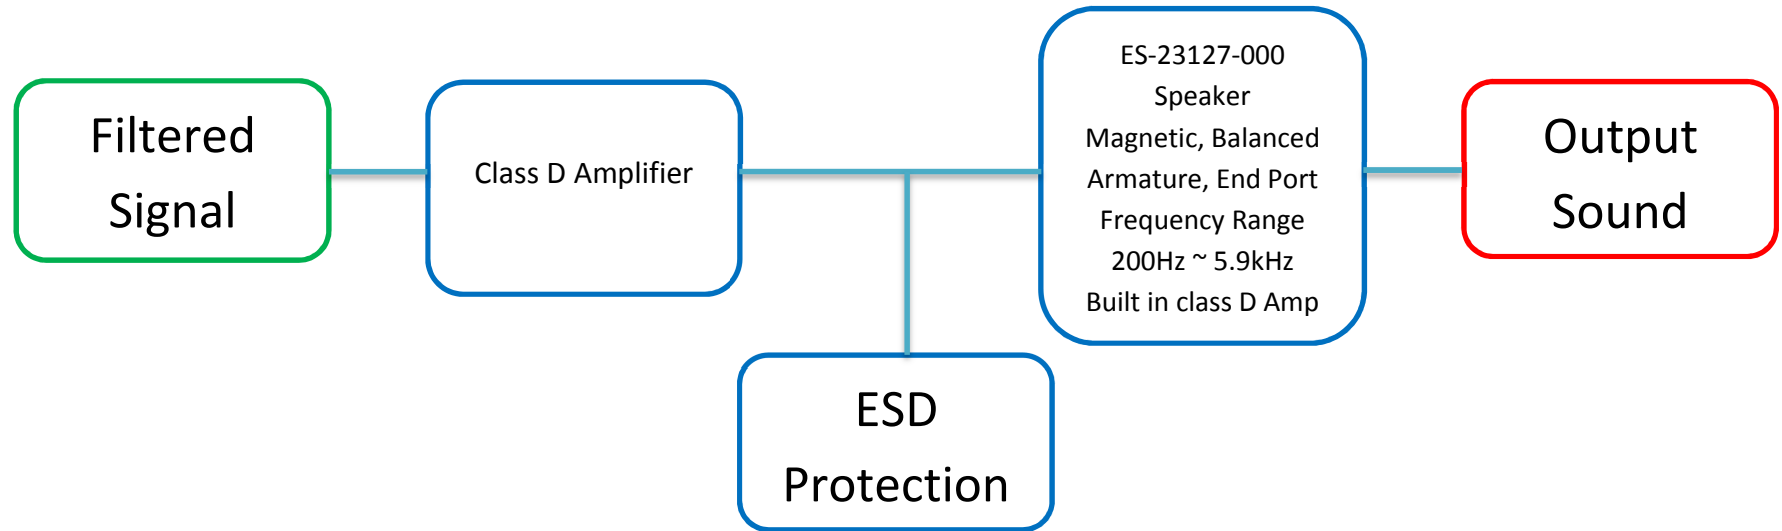 Filtered
Signal
Class D Amplifier
ES-23127-000
Speaker
Magnetic, Balanced
Armature, End Port
Frequency Range
200Hz ~ 5.9kHz
Built in class D Amp
Output
Sound
ESD
Protection